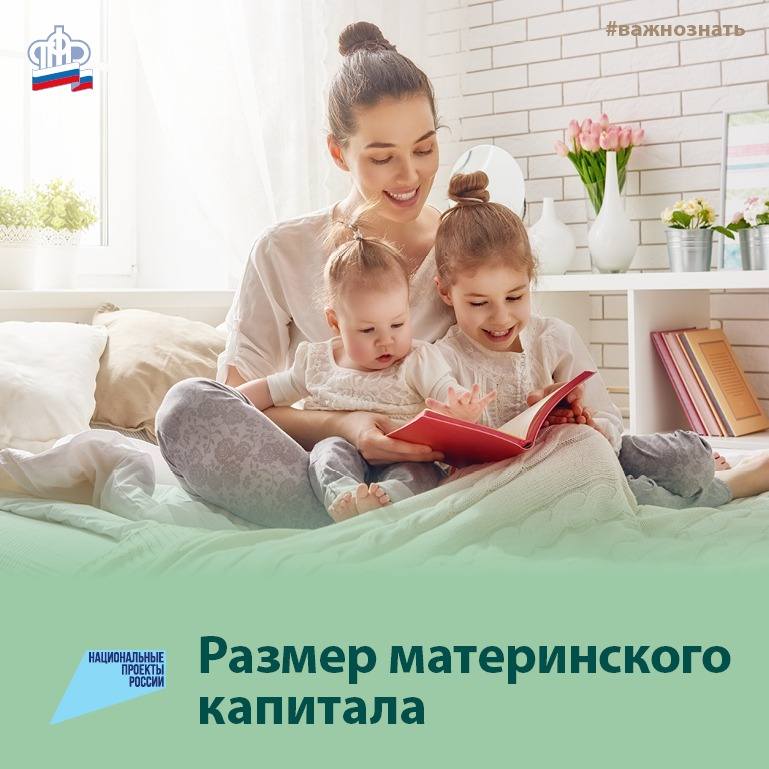 #важнознать
НАЦИОНАЛЬНЫЕ
ПРОЕКТЫ
РОССИИ
Размер материнского
капитала